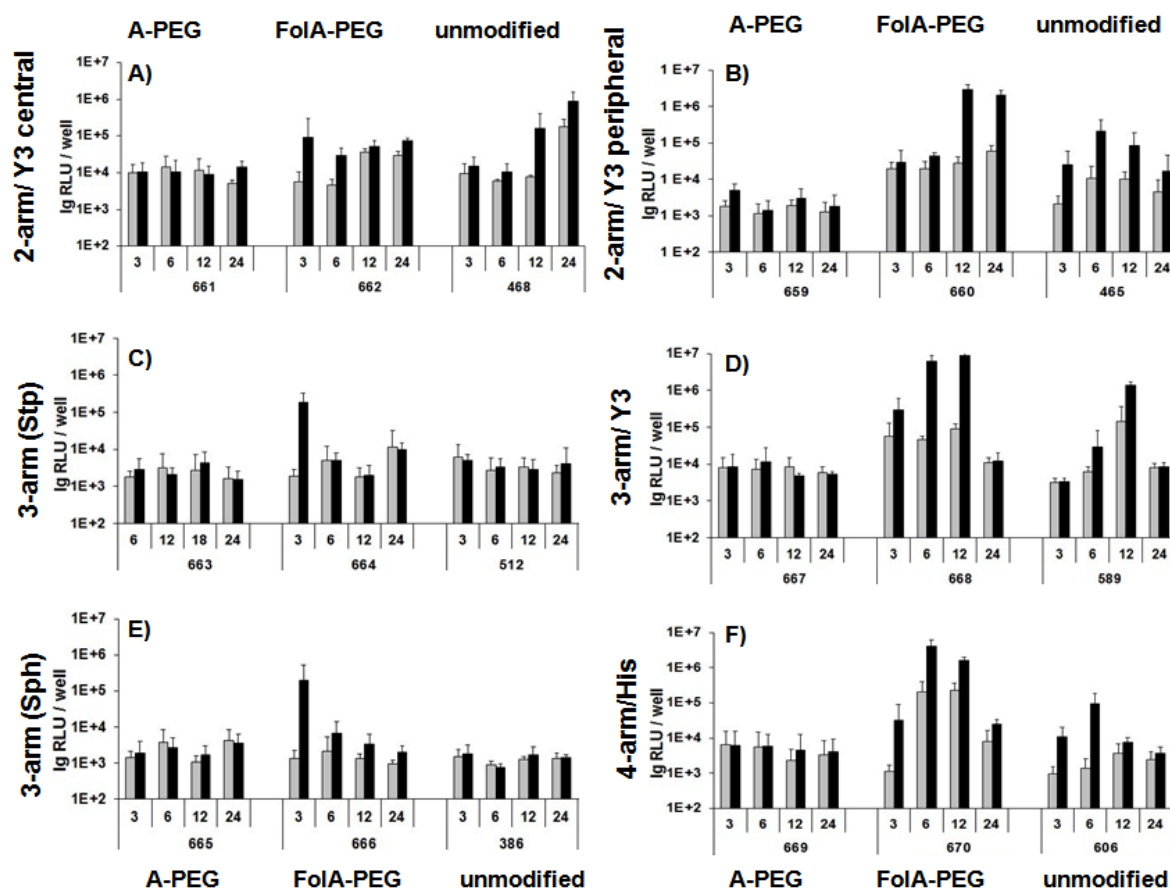 A-PEG FolA-PEG unmodified
A-PEG FolA-PEG unmodified
2-arm/ Y3 central
A)
lg RLU / well
1E+7
1E+6
1E+5
1E+4
1E+3
1E+2
3 6 12 24 3 6 12 24 3 6 12 24
661 662 468
2-arm/ Y3 peripheral
B)
lg RLU / well
1 E+7
1 E+6
1 E+5
1 E+4
1 E+3
1 E+2
3 6 12 24 3 6 12 24 3 6 12 24
659 660 465
3-arm (Stp)
C)
lg RLU / well
1E+7
1E+6
1E+5
1E+4
1E+3
1E+2
6 12 18 24 3 6 12 24 3 6 12 24
663 664 512
3-arm/ Y3
D)
lg RLU / well
1E+7
1E+6
1E+5
1E+4
1E+3
1E+2
3 6 12 24 3 6 12 24 3 6 12 24
667 668 589
3-arm (Sph)
E)
lg RLU / well
1E+7
1E+6
1E+5
1E+4
1E+3
1E+2
3 6 12 24 3 6 12 24 3 6 12 24
665 666 386
4-arm/His
F)
lg RLU / well
1E+7
1E+6
1E+5
1E+4
1E+3
1E+2
3 6 12 24 3 6 12 24 3 6 12 24
669 670 606
A-PEG FolA-PEG unmodified
A-PEG FolA-PEG unmodified